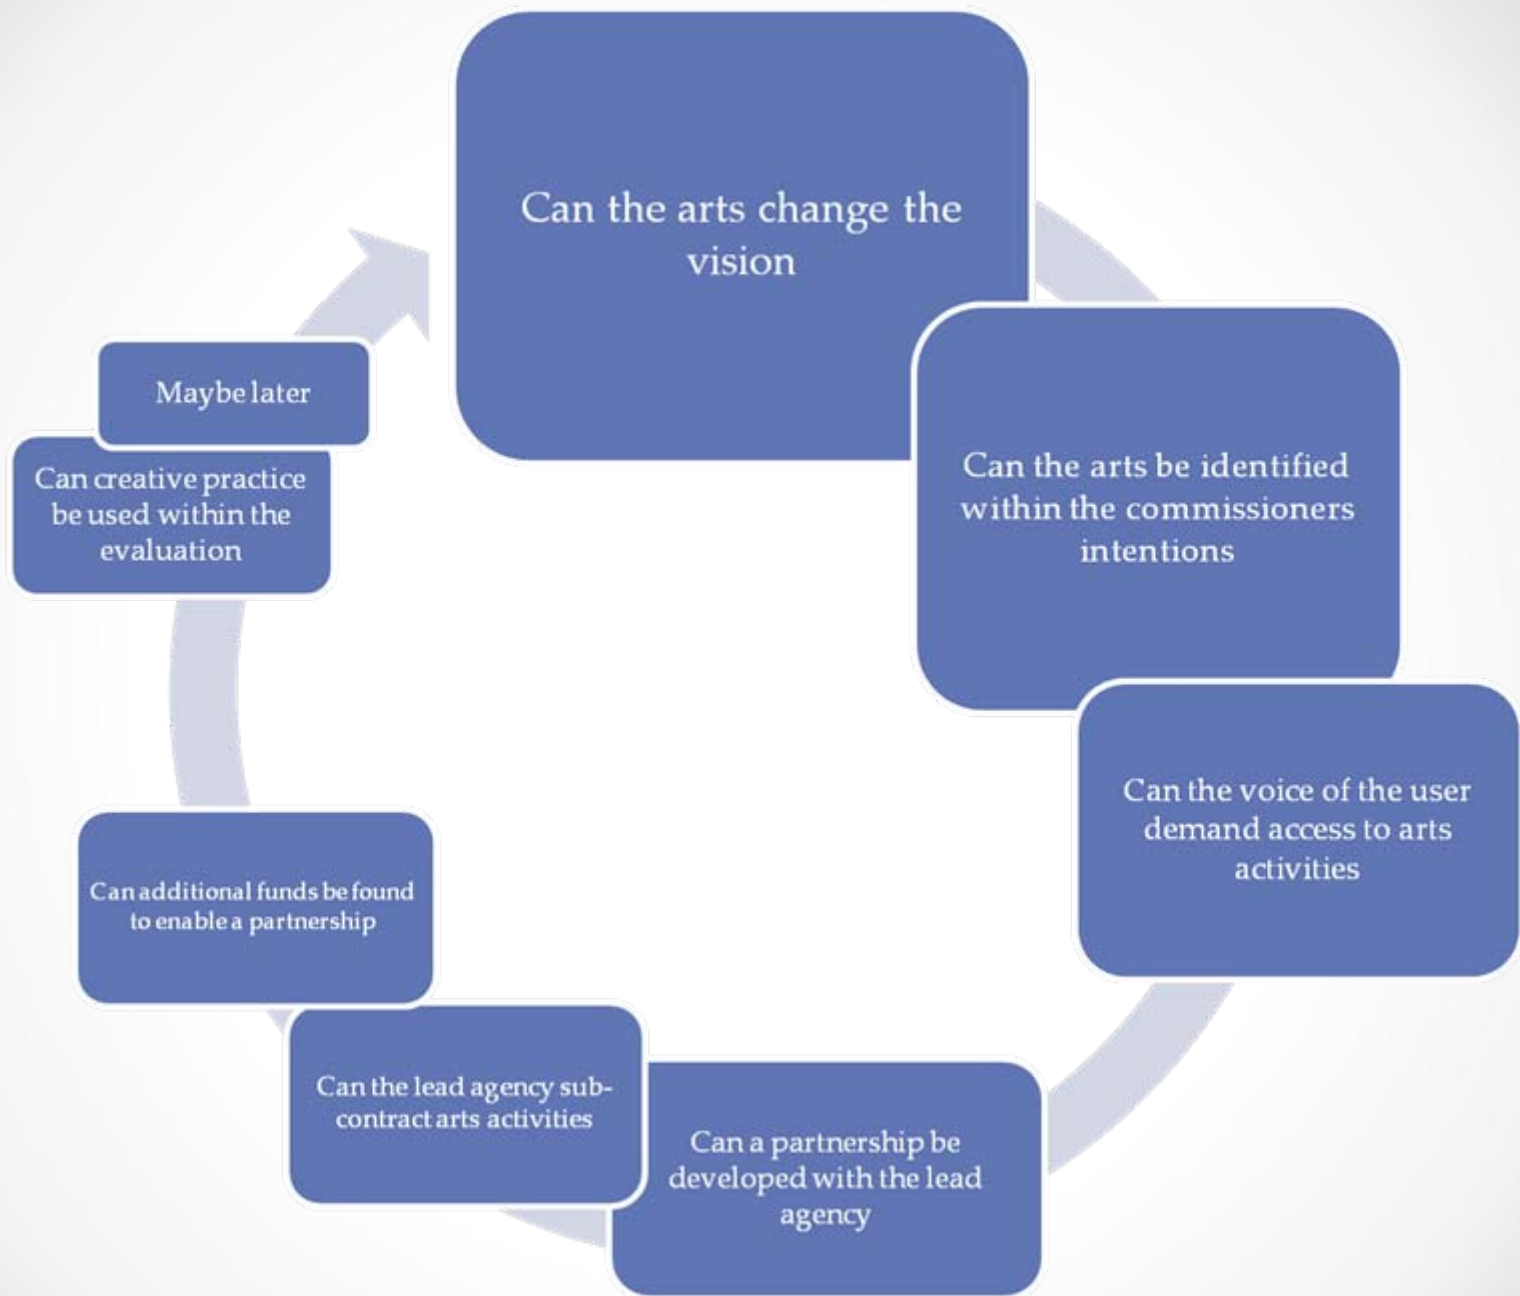 Can the arts change the
vision
Can the arts be identified
within the commissioners
intentions
Can the voice of the user
demand access to arts
activities
Can a partnership be
developed with the lead
agency
Can the lead agency sub-
contract arts activities
Can additional funds be found
to enable a partnership
Can creative practice
be used within the
evaluation
Maybe later